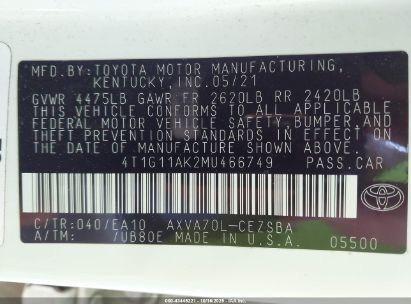 MFD.BY:TOYOTA MOTOR MANUFACTURING,
KENTUCKY,INC.05/21
GVWR 4475LB GAWR FR 2620LB RR 2420LB
THIS VEHICLE CONFORMS TO ALL APPLICABLE
FEDERAL MOTOR VEHICLE SAFETY, BUMPER,AND
THEFT PREVENTION STANDARDS IN EFFECT ON
THE DATE OF MANUFACTURE SHOWN ABOVE.
4T1G11AK2MU466749 PASS.CAR
C/TR:040/EA10 AXVA70L-CEZSBA
A/TM: /UB80E MADE IN U.S.A. 05500
TOYOTA